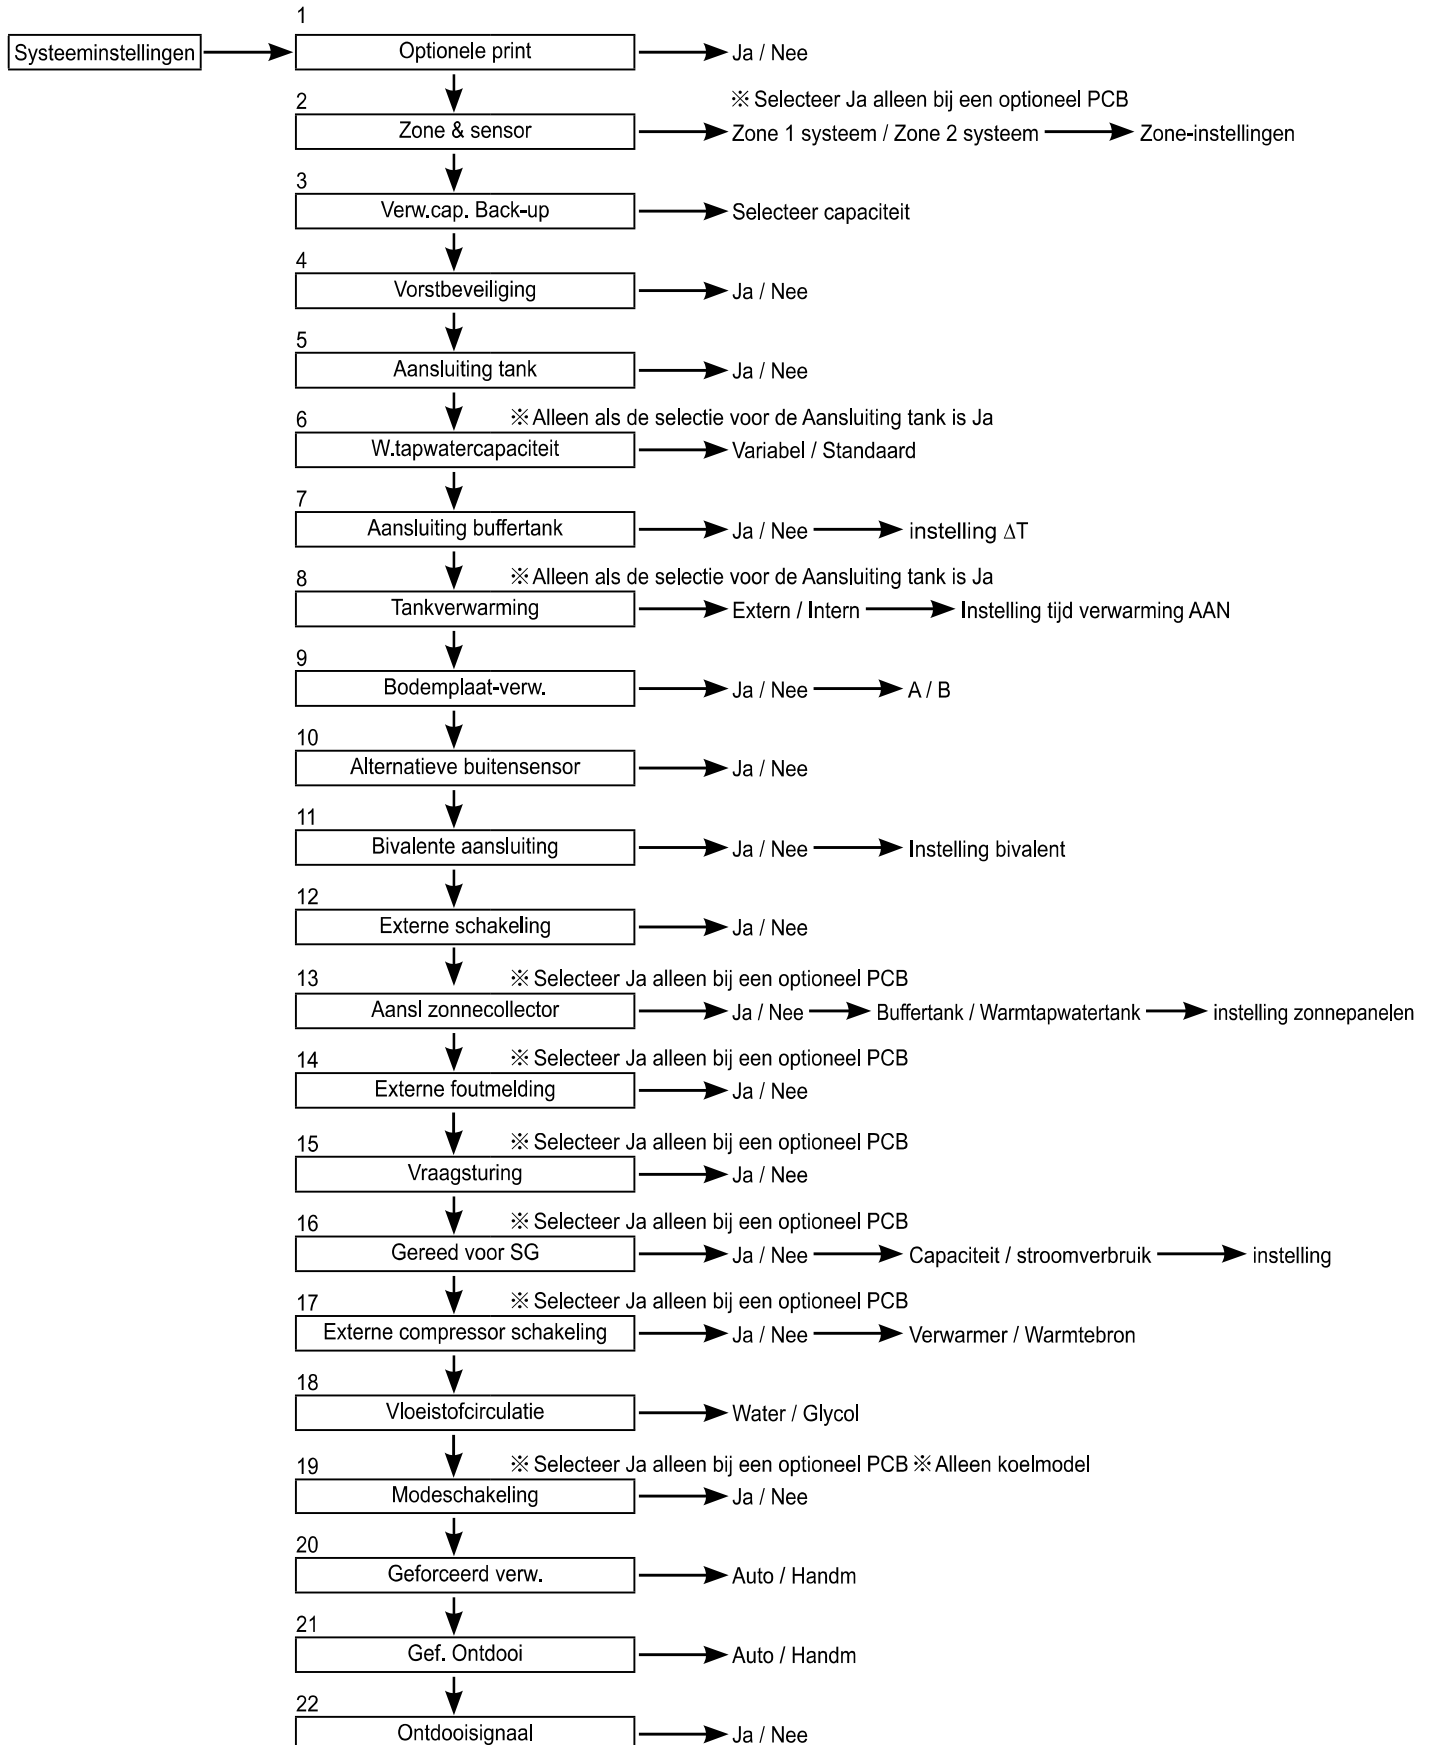 1
Systeeminstellingen
Optionele print
Ja / Nee
2
※ Selecteer Ja alleen bij een optioneel PCB
Zone & sensor
Zone 1 systeem / Zone 2 systeem
Zone-instellingen
3
Verw.cap. Back-up
Selecteer capaciteit
4
Vorstbeveiliging
Ja / Nee
5
Aansluiting tank
Ja / Nee
6
※ Alleen als de selectie voor de Aansluiting tank is Ja
W.tapwatercapaciteit
Variabel / Standaard
7
Aansluiting buffertank
Ja / Nee
instelling ΔT
8
※ Alleen als de selectie voor de Aansluiting tank is Ja
Tankverwarming
Extern / Intern
Instelling tijd verwarming AAN
9
Bodemplaat-verw.
Ja / Nee
A / B
10
Alternatieve buitensensor
Ja / Nee
11
Bivalente aansluiting
Ja / Nee
Instelling bivalent
12
Externe schakeling
Ja / Nee
13
※ Selecteer Ja alleen bij een optioneel PCB
Aansl zonnecollector
Ja / Nee
Buffertank / Warmtapwatertank
instelling zonnepanelen
14
※ Selecteer Ja alleen bij een optioneel PCB
Externe foutmelding
Ja / Nee
15
※ Selecteer Ja alleen bij een optioneel PCB
Vraagsturing
Ja / Nee
16
※ Selecteer Ja alleen bij een optioneel PCB
Gereed voor SG
Ja / Nee
Capaciteit / stroomverbruik
instelling
17
※ Selecteer Ja alleen bij een optioneel PCB
Externe compressor schakeling
Ja / Nee
Verwarmer / Warmtebron
18
Vloeistofcirculatie
Water / Glycol
19
※ Selecteer Ja alleen bij een optioneel PCB ※ Alleen koelmodel
Modeschakeling
Ja / Nee
20
Geforceerd verw.
Auto / Handm
21
Gef. Ontdooi
Auto / Handm
22
Ontdooisignaal
Ja / Nee